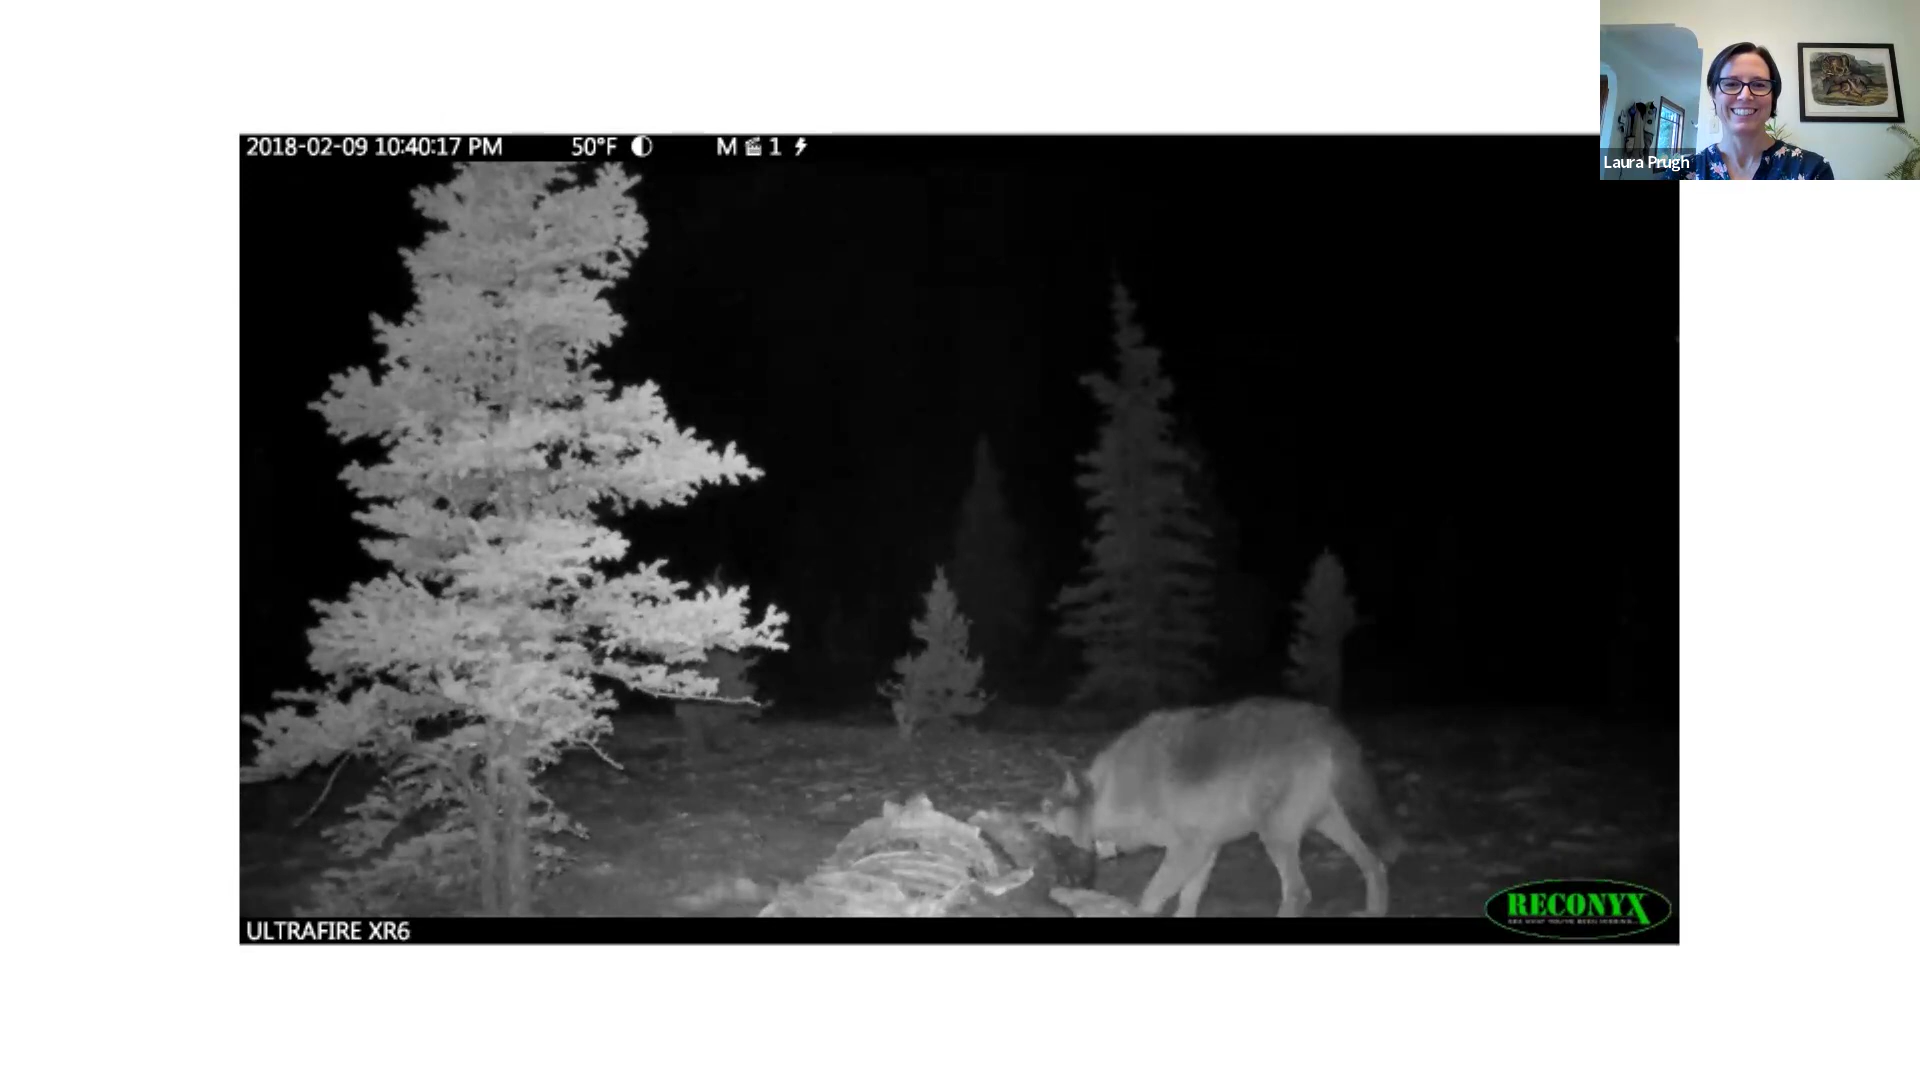 2018-02-09 10:40:17 PM 50°F M 1
Laura Prugh
RECONYX
ULTRAFIRE XR6